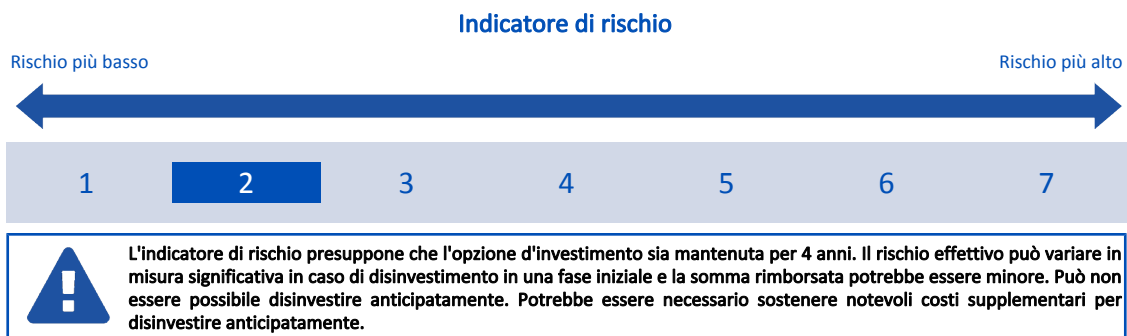 Indicatore di rischio
Rischio più basso
Rischio più alto
1 2 3 4 5 6 7
L'indicatore di rischio presuppone che l'opzione d'investimento sia mantenuta per 4 anni. Il rischio effettivo può variare in
misura significativa in caso di disinvestimento in una fase iniziale e la somma rimborsata potrebbe essere minore. Può non
essere possibile disinvestire anticipatamente. Potrebbe essere necessario sostenere notevoli costi supplementari per
disinvestire anticipatamente.